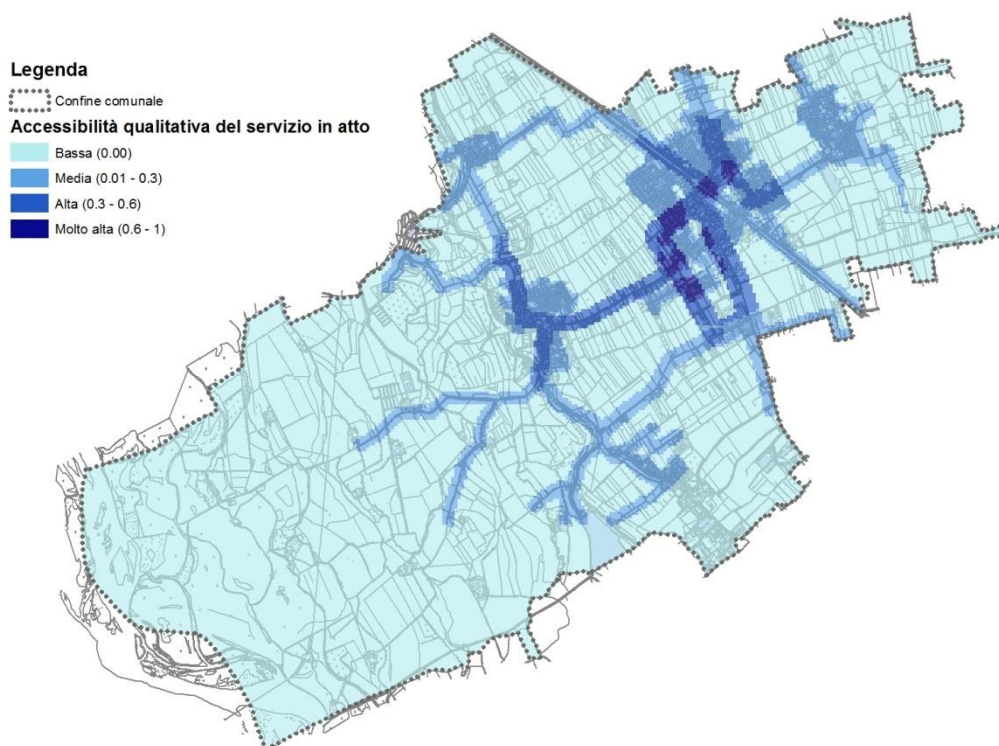 Legenda
Confine comunale
Accessibilità qualitativa del servizio in atto
Bassa (0.00)
Media (0.01 - 0.3)
Alta (0.3 - 0.6)
Molto alta (0.6 - 1)